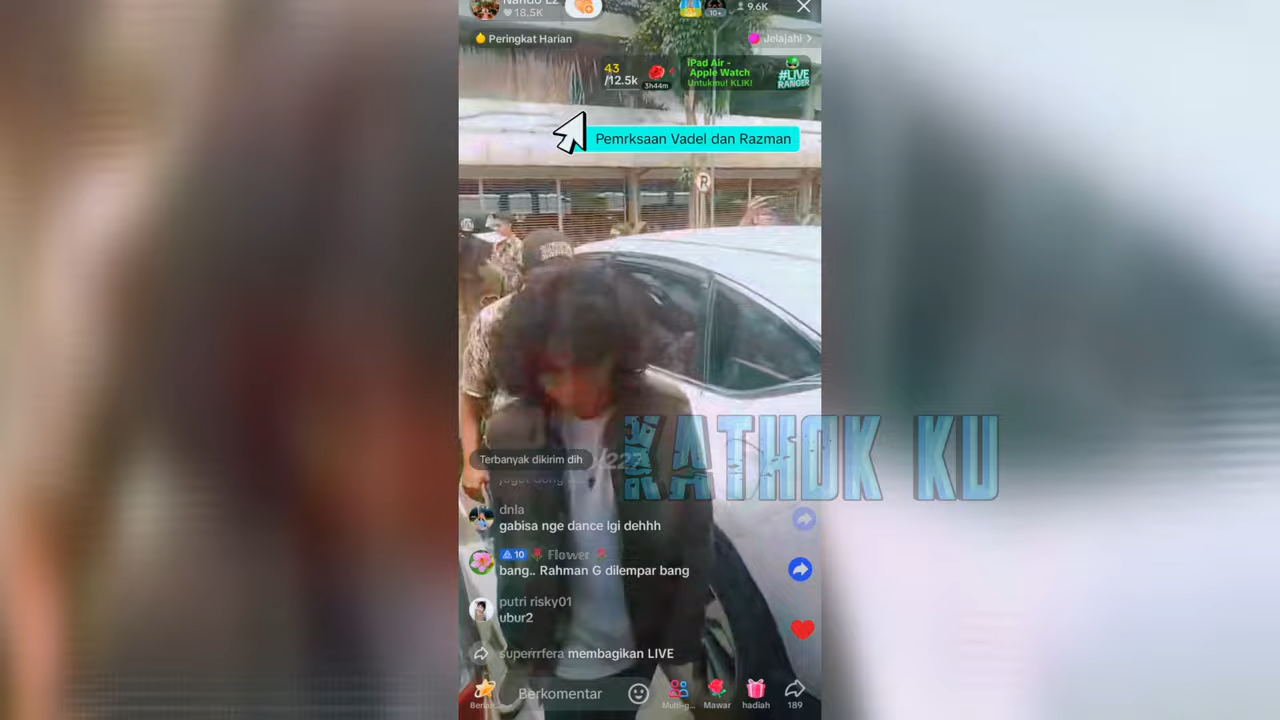 18.5K
10+
9.6K
Peringkat Harian
Jelajahi >
43
/12.5k
3h44m
iPad Air -
Apple Watch
Untukmu! KLIK!
#LIVE
RANGER
Pemrksaan Vadel dan Razman
R
KATHOK KU
Terbanyak dikirim dih
dnla
gabisa nge dance lgi dehhh
10 Flower
bang.. Rahman G dilempar bang
putri risky01
ubur2
superrrfera membagikan LIVE
Berkomentar
Multi-g...
Mawar
hadiah
189